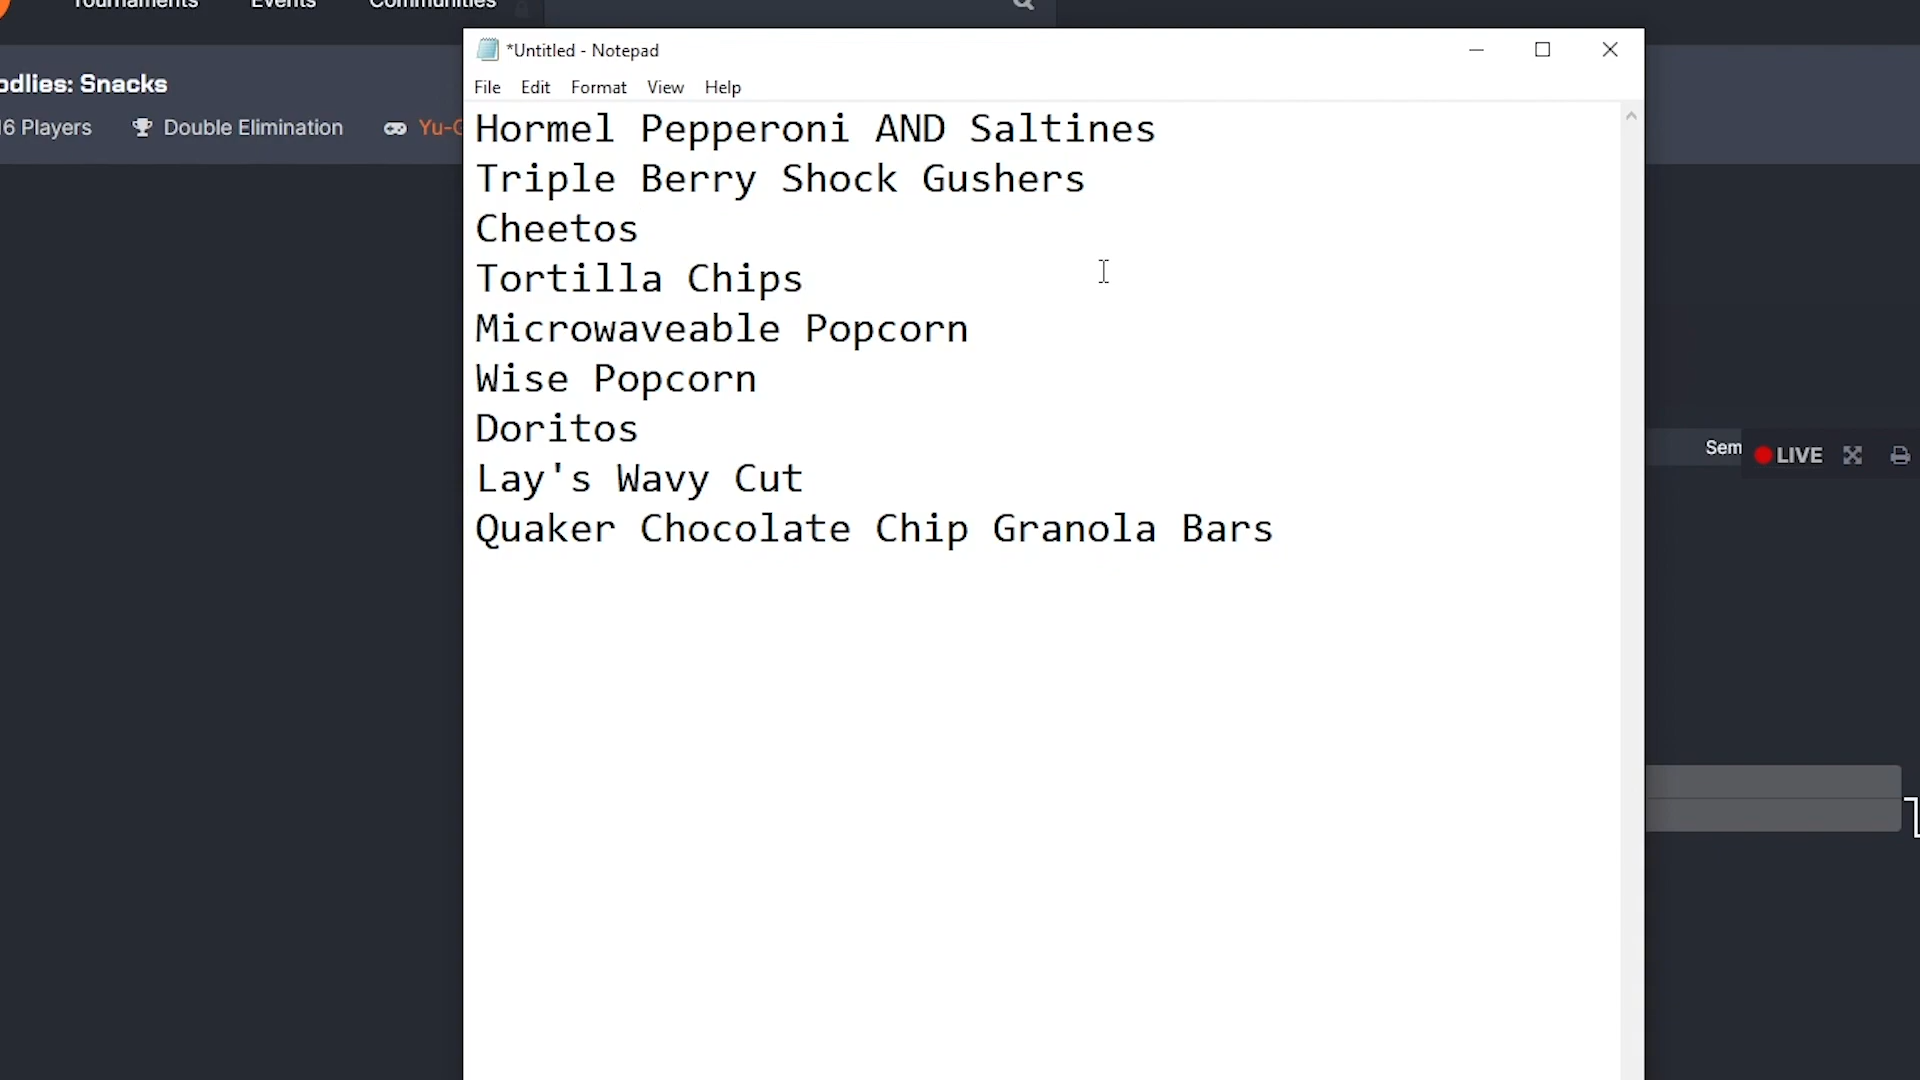 Tournaments Events Communities
*Untitled - Notepad
File Edit Format View Help
odlies: Snacks
16 Players Double Elimination Yu-G
Hormel Pepperoni AND Saltines
Triple Berry Shock Gushers
Cheetos
Tortilla Chips
Microwaveable Popcorn
Wise Popcorn
Doritos
Lay's Wavy Cut
Quaker Chocolate Chip Granola Bars
Sem LIVE